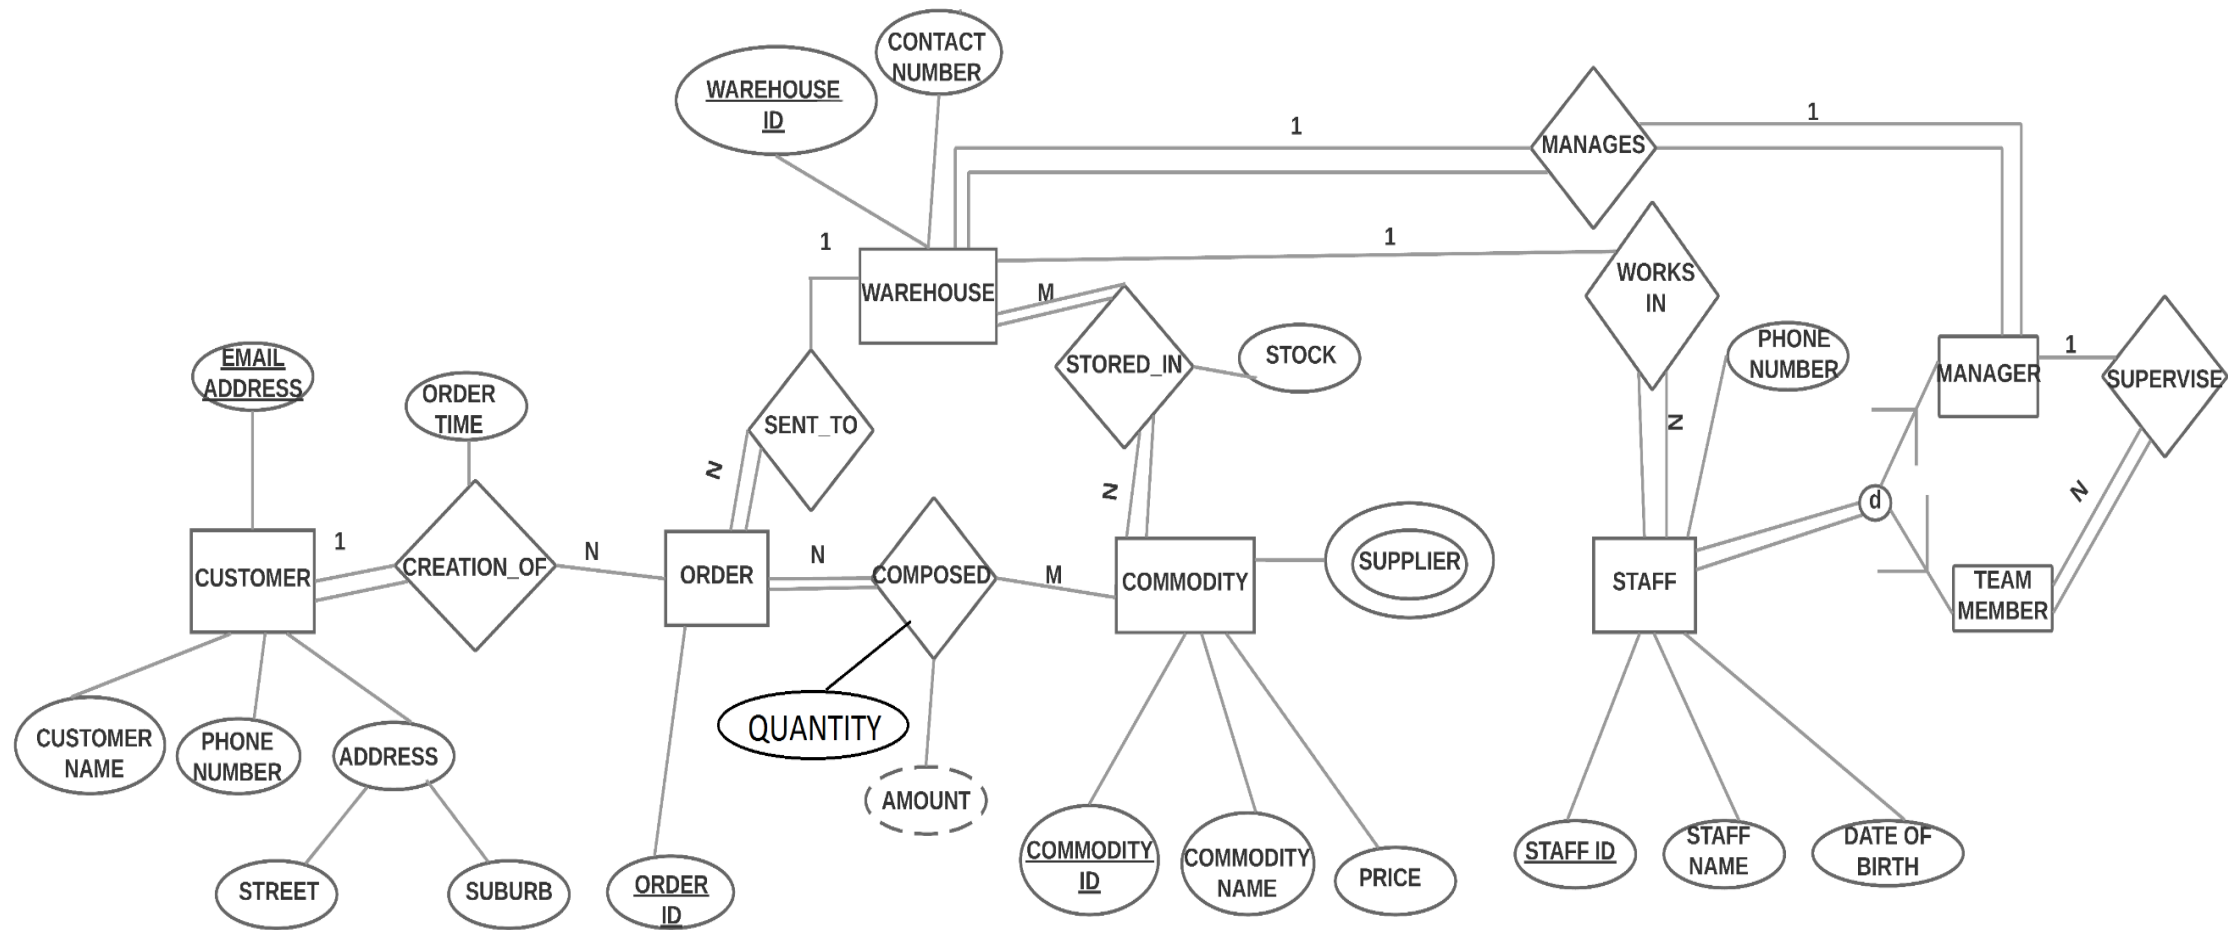 CONTACT
NUMBER
WAREHOUSE
ID
1
1
MANAGES
1
1
WAREHOUSE
M
WORKS
IN
STORED_IN
STOCK
PHONE
NUMBER
1
MANAGER
SUPERVISE
EMAIL
ADDRESS
ORDER
TIME
SENT_TO
N
N
N
N
d
1
CUSTOMER
CREATION_OF
N
ORDER
N
COMPOSED
M
COMMODITY
SUPPLIER
STAFF
TEAM
MEMBER
CUSTOMER
NAME
PHONE
NUMBER
ADDRESS
QUANTITY
AMOUNT
STREET
SUBURB
ORDER
ID
COMMODITY
ID
COMMODITY
NAME
PRICE
STAFF ID
STAFF
NAME
DATE OF
BIRTH